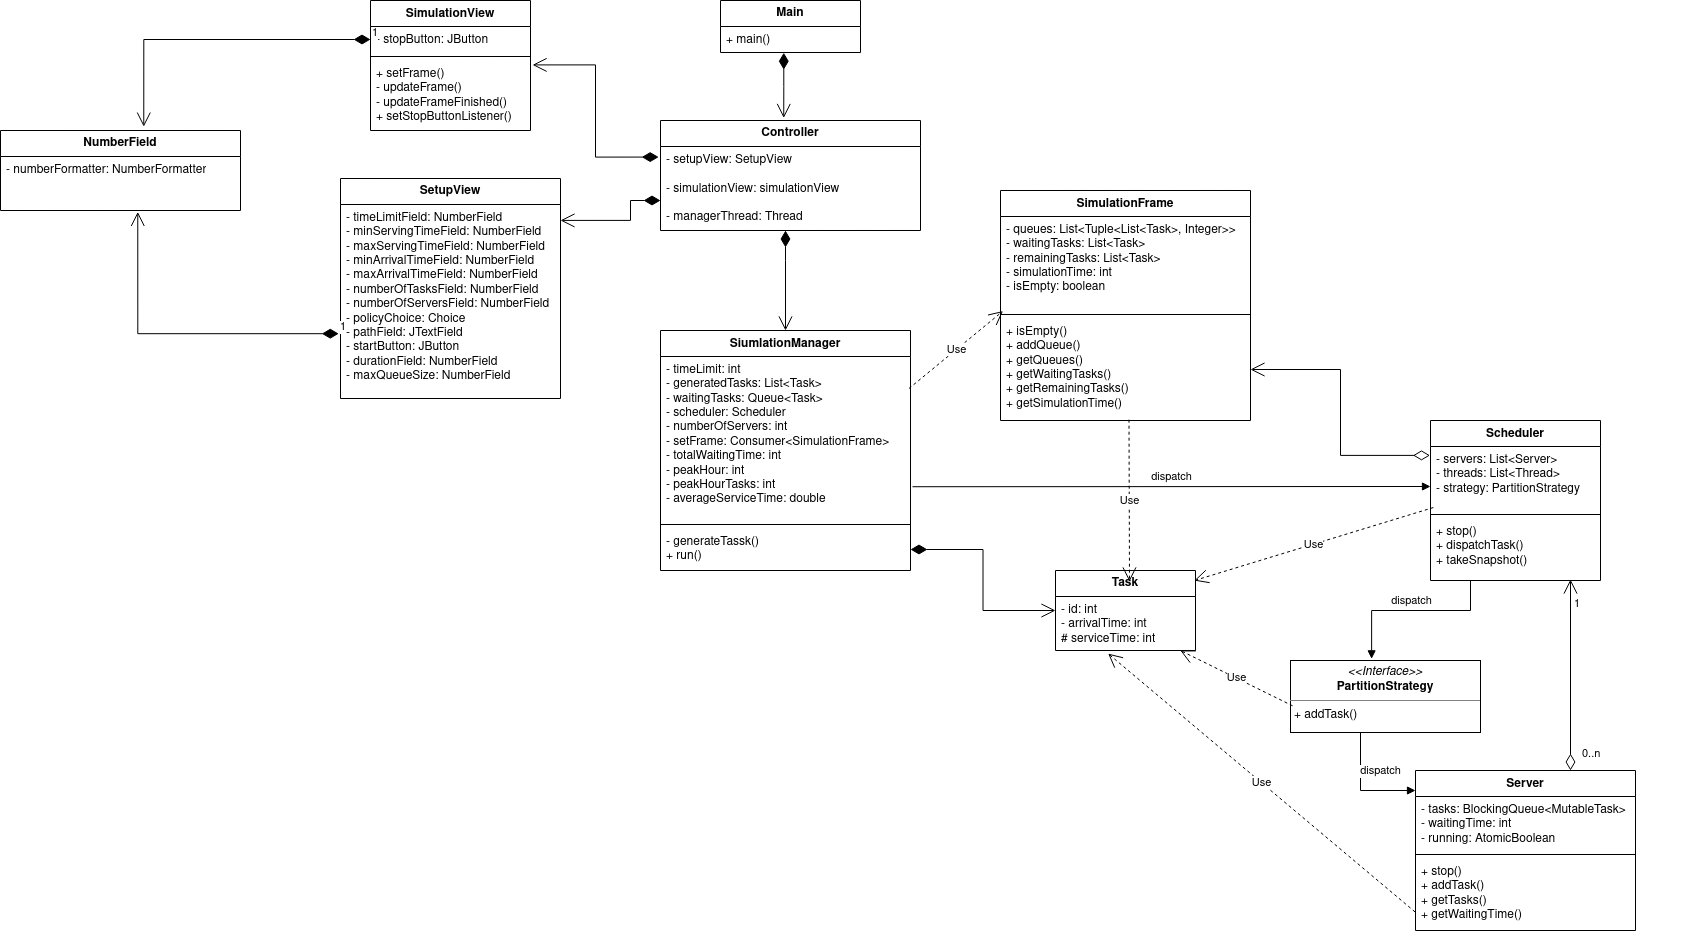 SimulationView
1
- stopButton: JButton
+ setFrame()
- updateFrame()
- updateFrameFinished()
+ setStopButtonListener()
Main
+ main()
NumberField
- numberFormatter: NumberFormatter
Controller
- setupView: SetupView
- simulationView: simulationView
- managerThread: Thread
SetupView
- timeLimitField: NumberField
- minServingTimeField: NumberField
- maxServingTimeField: NumberField
- minArrivalTimeField: NumberField
- maxArrivalTimeField: NumberField
- numberOfTasksField: NumberField
- numberOfServersField: NumberField
- policyChoice: Choice
1
- pathField: JTextField
- startButton: JButton
- durationField: NumberField
- maxQueueSize: NumberField
SimulationFrame
- queues: List<Tuple<List<Task>, Integer>>
- waitingTasks: List<Task>
- remainingTasks: List<Task>
- simulationTime: int
- isEmpty: boolean
+ isEmpty()
+ addQueue()
+ getQueues()
+ getWaitingTasks()
+ getRemainingTasks()
+ getSimulationTime()
Use
SiumlationManager
- timeLimit: int
- generatedTasks: List<Task>
- waitingTasks: Queue<Task>
- scheduler: Scheduler
- numberOfServers: int
- setFrame: Consumer<SimulationFrame>
- totalWaitingTime: int
- peakHour: int
- peakHourTasks: int
- averageServiceTime: double
- generateTassk()
+ run()
dispatch
Use
Scheduler
- servers: List<Server>
- threads: List<Thread>
- strategy: PartitionStrategy
+ stop()
+ dispatchTask()
+ takeSnapshot()
Use
Task
- id: int
- arrivalTime: int
# serviceTime: int
dispatch
1
<<Interface>>
PartitionStrategy
+ addTask()
Use
dispatch
0..n
Use
Server
- tasks: BlockingQueue<MutableTask>
- waitingTime: int
- running: AtomicBoolean
+ stop()
+ addTask()
+ getTasks()
+ getWaitingTime()